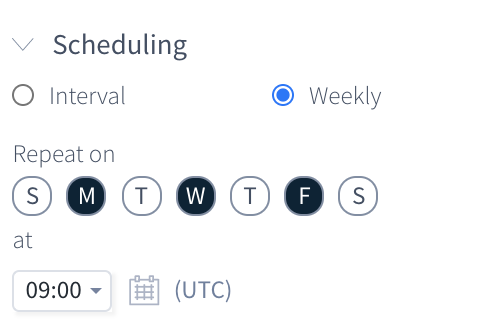 Scheduling
Interval Weekly
Repeat on
S M T W T F S
at
09:00 (UTC)